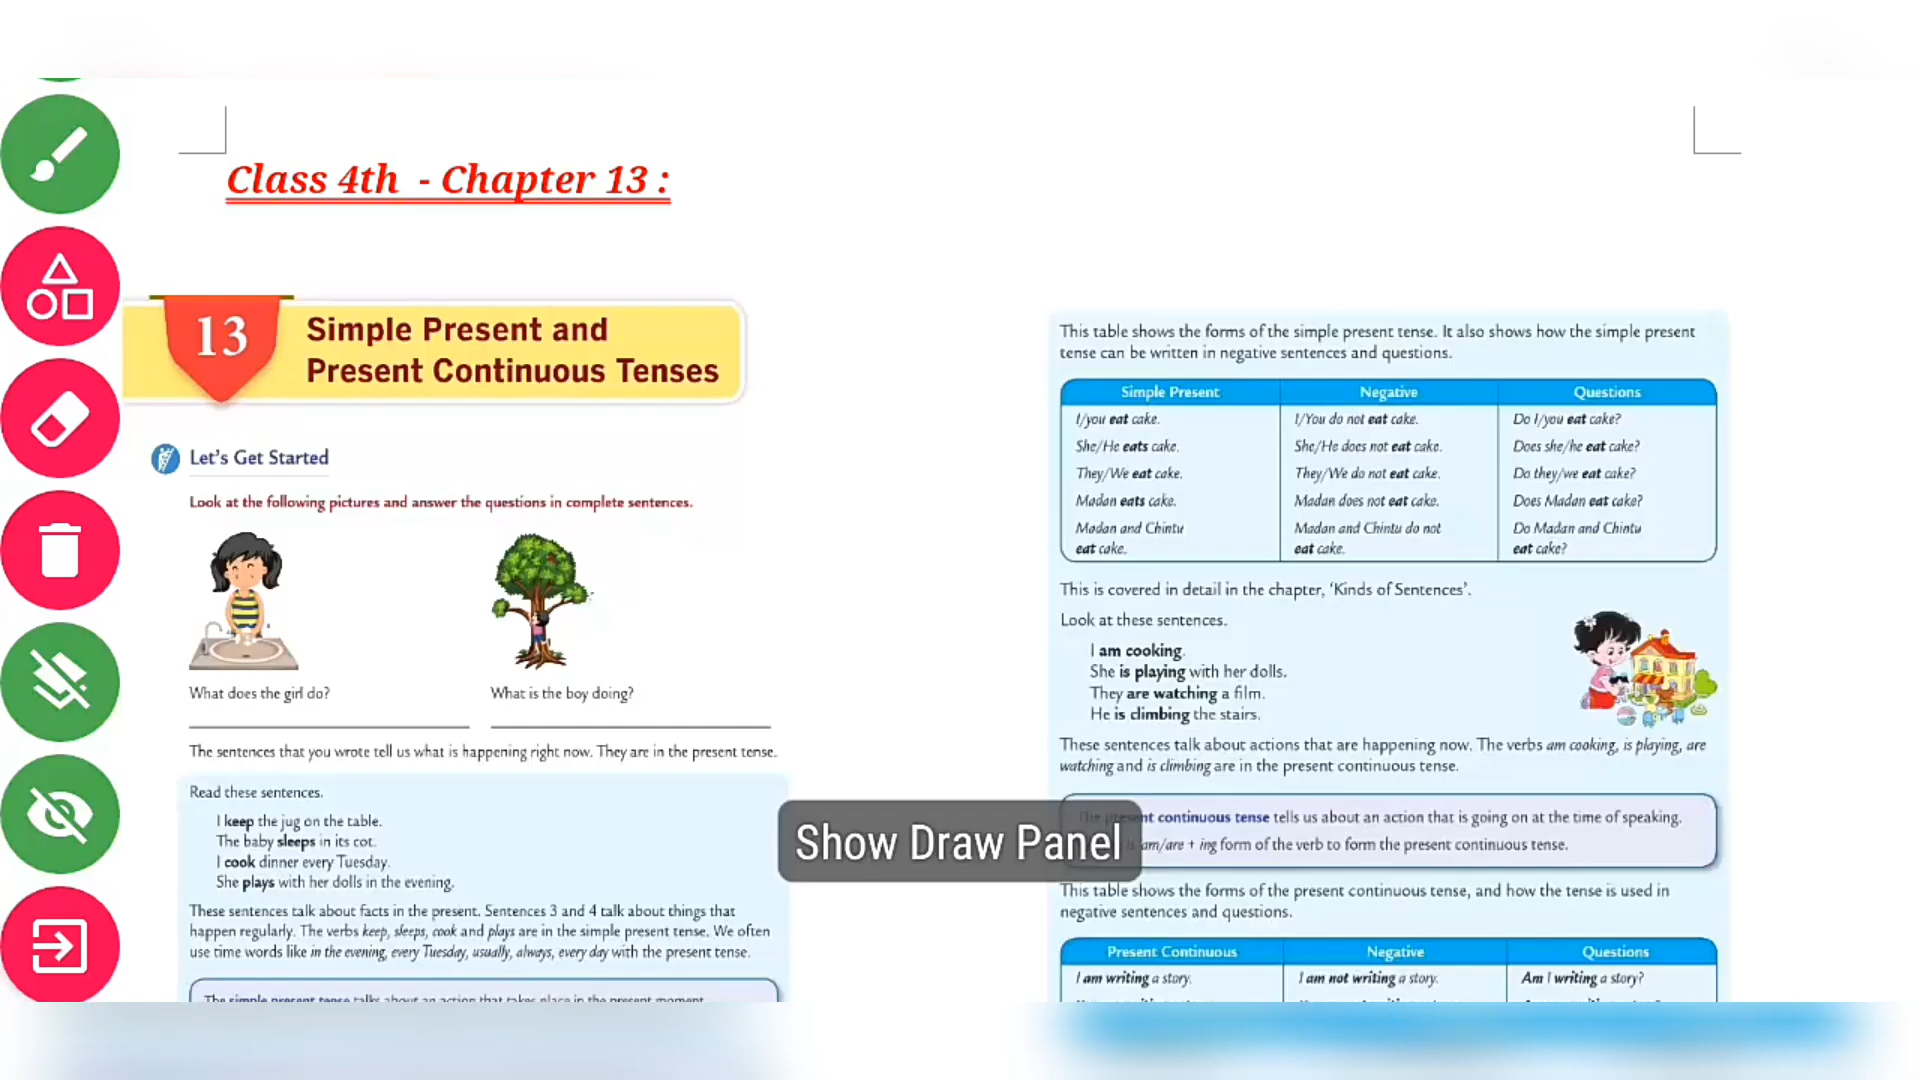 Class 4th - Chapter 13 :
13
Simple Present and
Present Continuous Tenses
Let's Get Started
Look at the following pictures and answer the questions in complete sentences.
What does the girl do?
What is the boy doing?
The sentences that you wrote tell us what is happening right now. They are in the present tense.
Read these sentences.
I keep the jug on the table.
The baby sleeps in its cot.
I cook dinner every Tuesday.
She plays with her dolls in the evening.
These sentences talk about facts in the present. Sentences 3 and 4 talk about things that
happen regularly. The verbs keep, sleeps, cook and plays are in the simple present tense. We often
use time words like in the evening, every Tuesday, usually, always, every day with the present tense.
The simple present tense talks about an action that takes place in the present moment
This table shows the forms of the simple present tense. It also shows how the simple present
tense can be written in negative sentences and questions.
Simple Present Negative Questions
I/you eat cake. I/You do not eat cake. Do I/you eat cake?
She/He eats cake. She/He does not eat cake. Does she/he eat cake?
They/We eat cake. They/We do not eat cake. Do they/we eat cake?
Madan eats cake. Madan does not eat cake. Does Madan eat cake?
Madan and Chintu Madan and Chintu do not Do Madan and Chintu
eat cake. eat cake. eat cake?
This is covered in detail in the chapter, 'Kinds of Sentences'.
Look at these sentences.
I am cooking.
She is playing with her dolls.
They are watching a film.
He is climbing the stairs.
These sentences talk about actions that are happening now. The verbs am cooking, is playing, are
watching and is climbing are in the present continuous tense.
The present continuous tense tells us about an action that is going on at the time of speaking.
am/are + ing form of the verb to form the present continuous tense.
Show Draw Panel
This table shows the forms of the present continuous tense, and how the tense is used in
negative sentences and questions.
Present Continuous Negative Questions
I am writing a story. I am not writing a story. Am I writing a story?